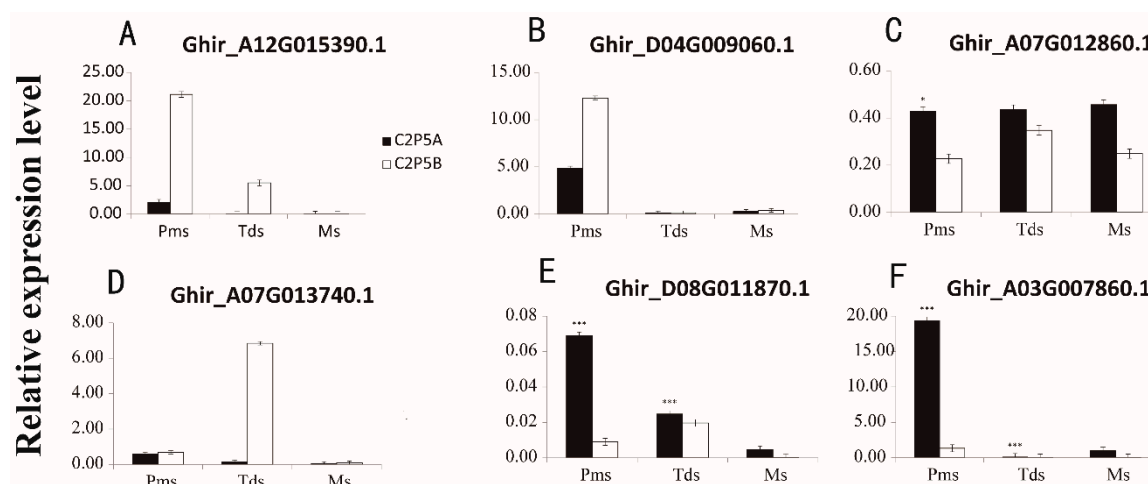 Relative expression level
A
Ghir_A12G015390.1
25.00
20.00
15.00
10.00
5.00
0.00
Pms Tds Ms
C2P5A
C2P5B
B
Ghir_D04G009060.1
15.00
10.00
5.00
0.00
Pms Tds Ms
C
Ghir_A07G012860.1
0.60
0.40
0.20
0.00
*
Pms Tds Ms
D
Ghir_A07G013740.1
8.00
6.00
4.00
2.00
0.00
Pms Tds Ms
E
Ghir_D08G011870.1
0.08
0.06
0.04
0.02
0.00
***
***
Pms Tds Ms
F
Ghir_A03G007860.1
20.00
15.00
10.00
5.00
0.00
***
***
Pms Tds Ms